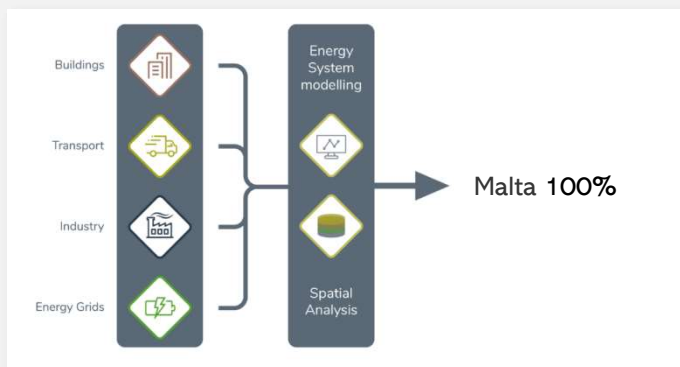 Buildings
Transport
Industry
Energy Grids
Energy
System
modelling
Spatial
Analysis
Malta 100%